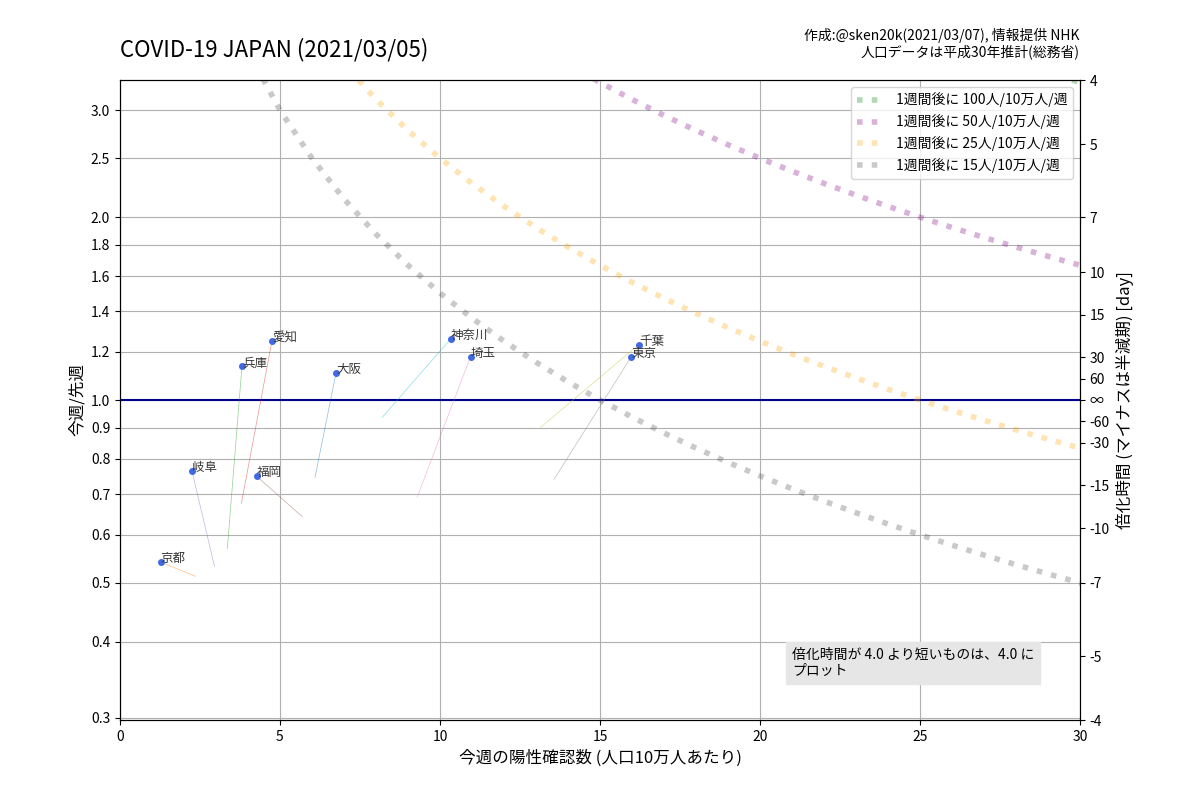 COVID-19 JAPAN (2021/03/05)
作成:@sken20k(2021/03/07), 情報提供 NHK
人口データは平成30年推計(総務省)
1週間後に 100人/10万人/週
1週間後に 50人/10万人/週
1週間後に 25人/10万人/週
1週間後に 15人/10万人/週
今週/先週
3.0
2.5
2.0
1.8
1.6
1.4
1.2
1.0
0.9
0.8
0.7
0.6
0.5
0.4
0.3
神奈川
千葉
愛知
埼玉
東京
兵庫
大阪
岐阜
福岡
京都
倍化時間が 4.0 より短いものは、4.0 に
プロット
4
5
7
10
15
30
60
∞
-60
-30
-15
-10
-7
-5
-4
倍化時間 (マイナスは半減期) [day]
0
5
10
15
20
25
30
今週の陽性確認数 (人口10万人あたり)